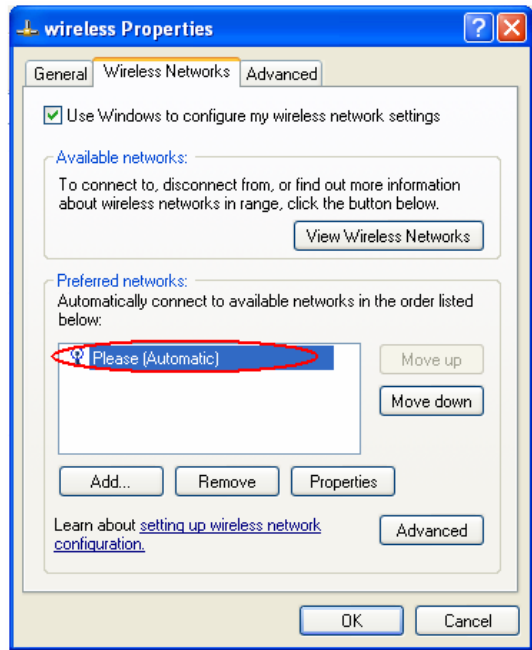 wireless Properties
General Wireless Networks Advanced
Use Windows to configure my wireless network settings
Available networks:
To connect to, disconnect from, or find out more information
about wireless networks in range, click the button below.
View Wireless Networks
Preferred networks:
Automatically connect to available networks in the order listed
below:
Please (Automatic)
Move up
Move down
Add... Remove Properties
Learn about setting up wireless network
configuration.
Advanced
OK Cancel